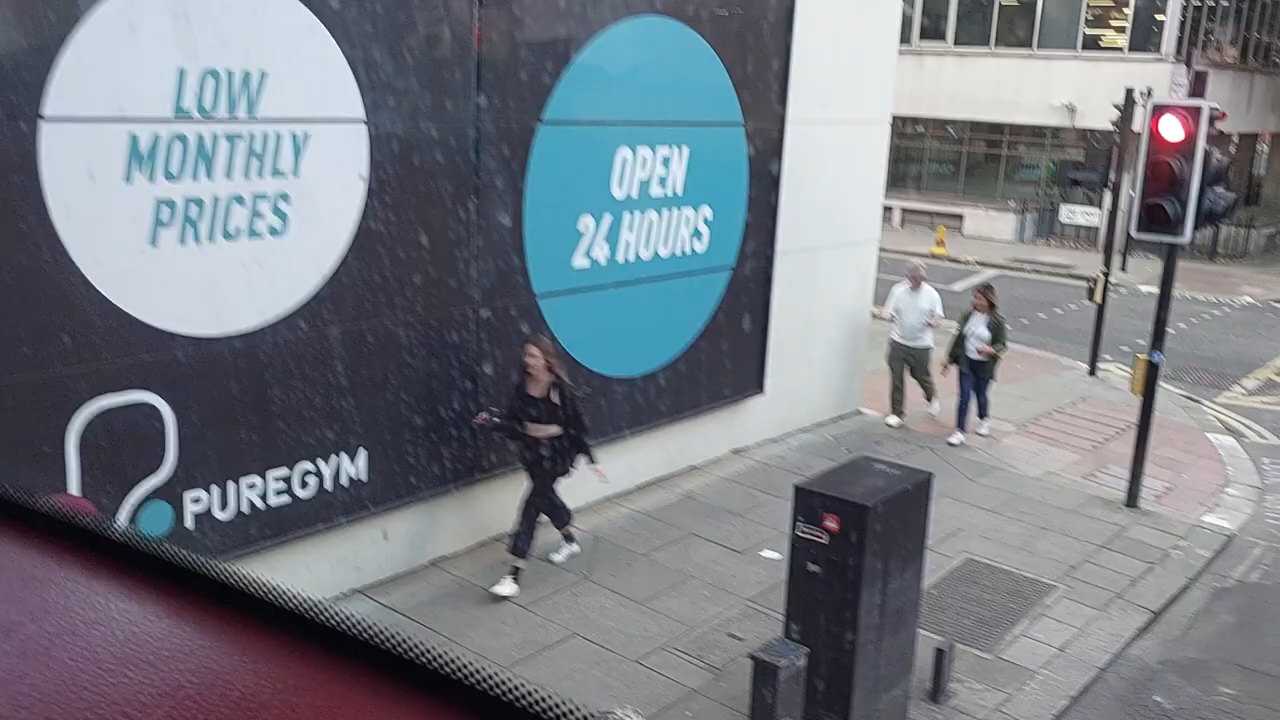 LOW
MONTHLY
PRICES
OPEN
24 HOURS
PUREGYM